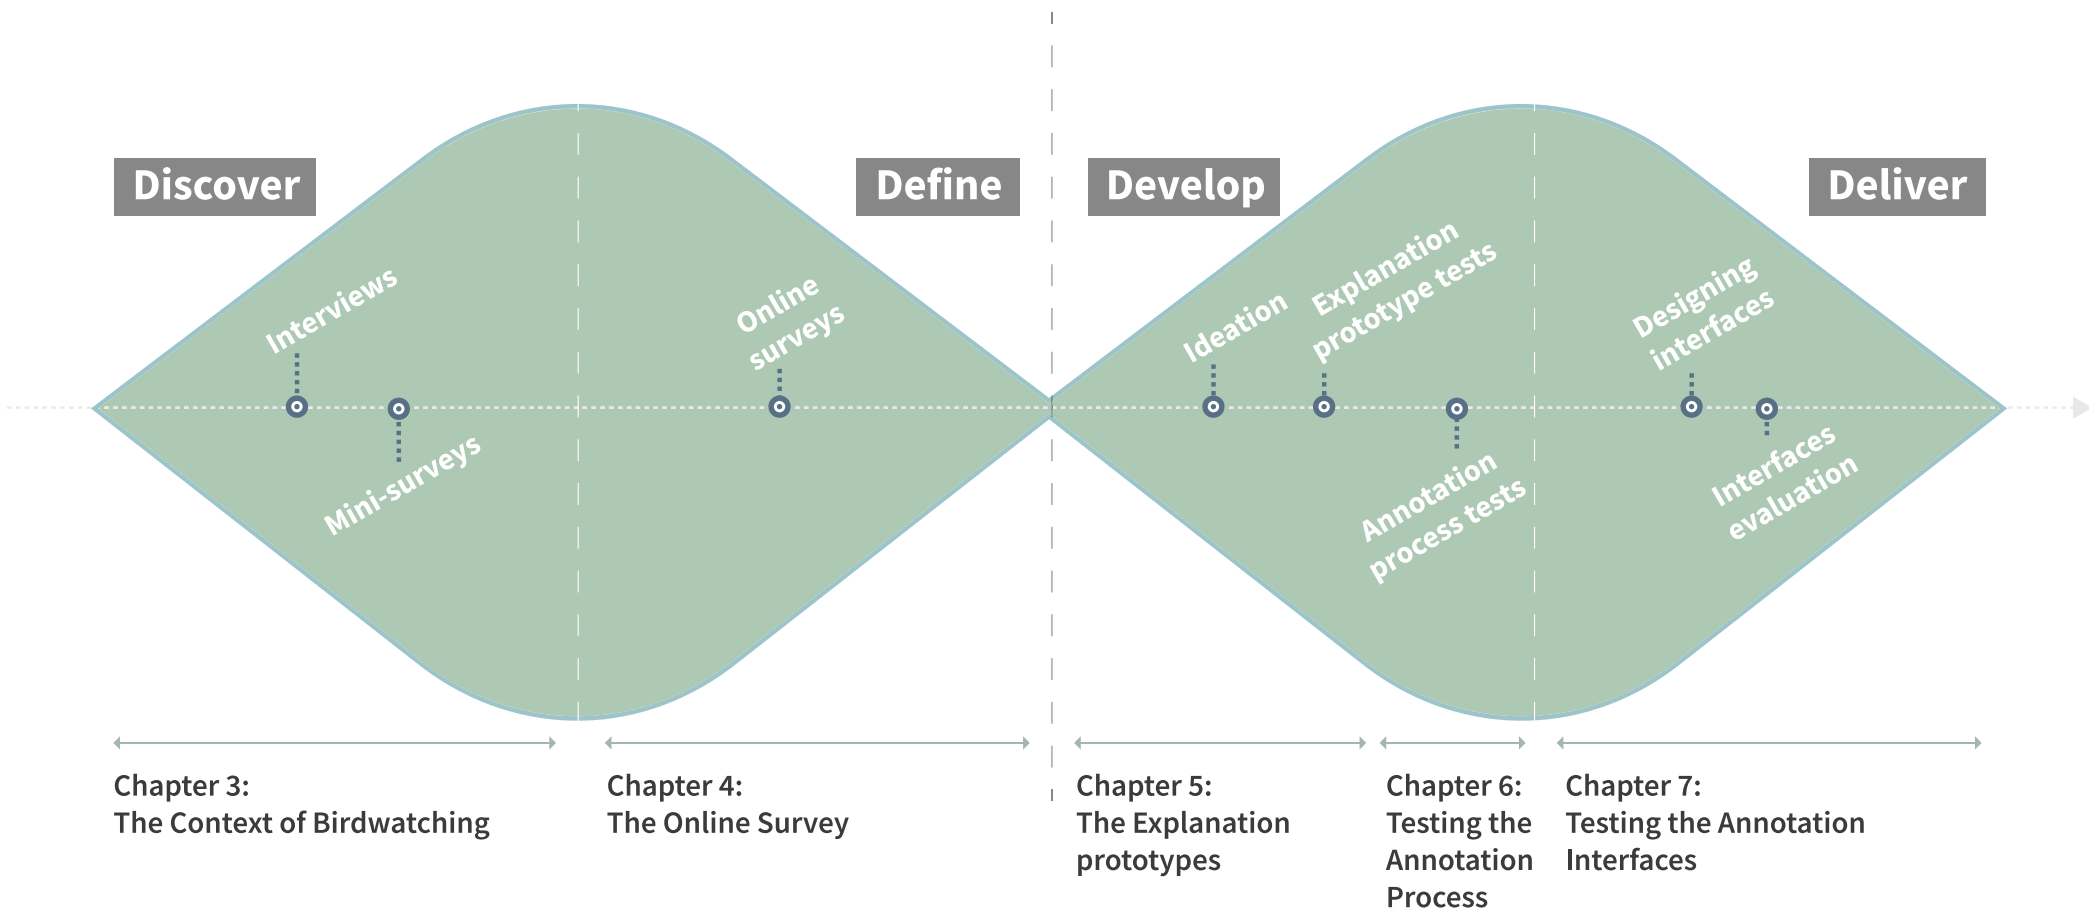 Discover
Define
Develop
Deliver
Interviews
Mini-surveys
Online
surveys
Ideation
Explanation
prototype tests
Annotation
process tests
Designing
interfaces
Interfaces
evaluation
Chapter 3:
The Context of Birdwatching
Chapter 4:
The Online Survey
Chapter 5:
The Explanation
prototypes
Chapter 6:
Testing the
Annotation
Process
Chapter 7:
Testing the Annotation
Interfaces